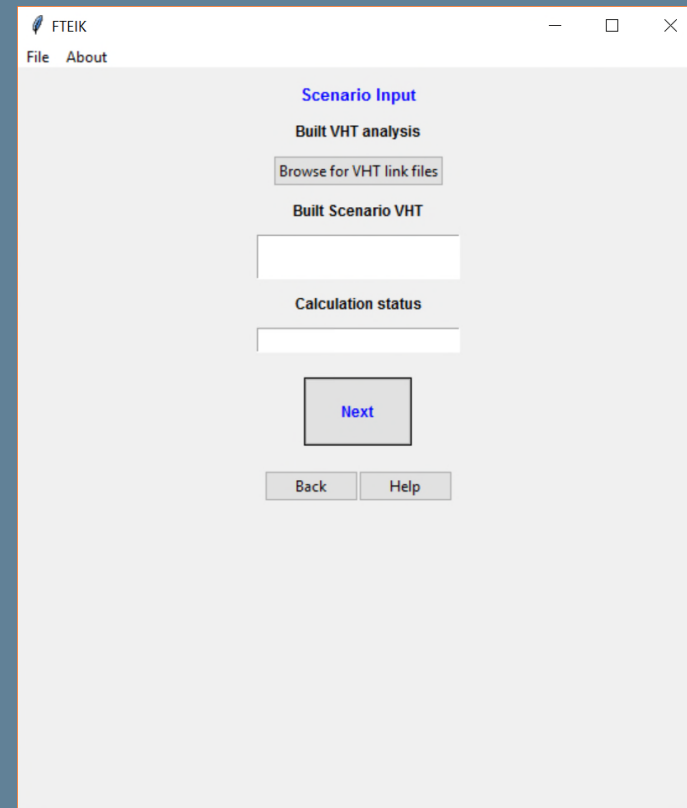 FTEIK
File About
Scenario Input
Built VHT analysis
Browse for VHT link files
Built Scenario VHT
Calculation status
Next
Back Help